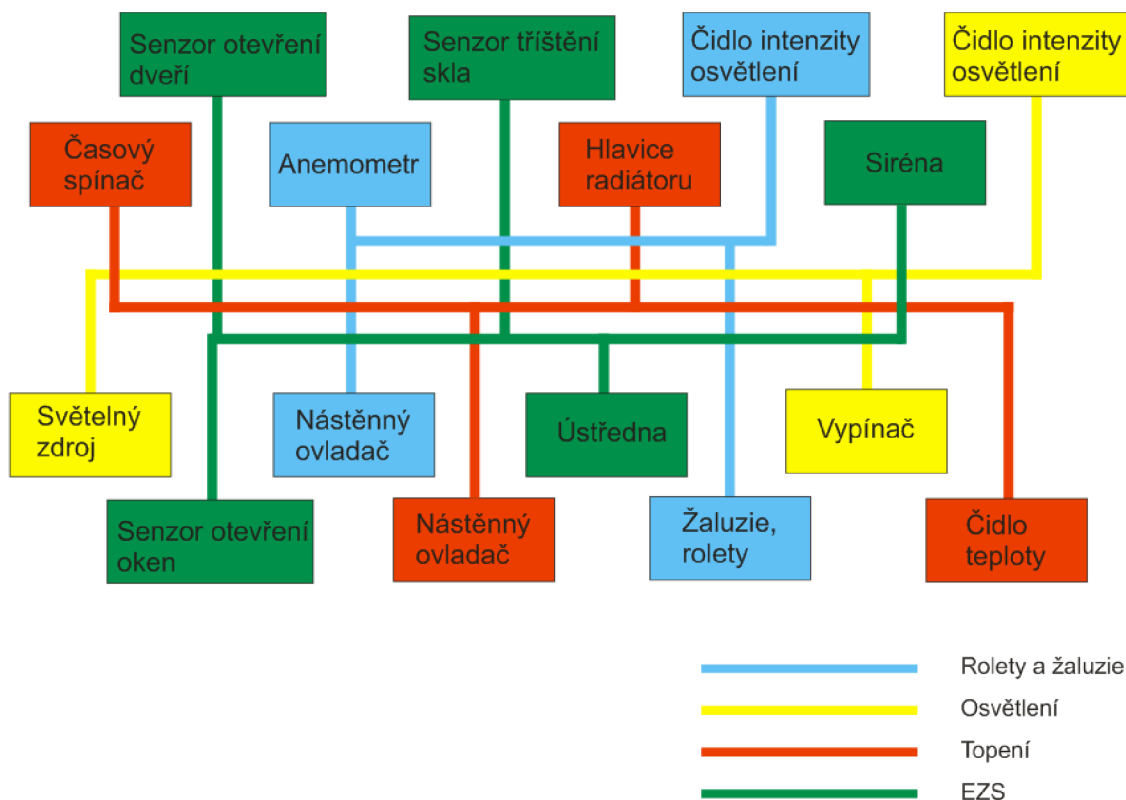 Senzor otevření
dveří
Senzor tříštění
skla
Čidlo intenzity
osvětlení
Čidlo intenzity
osvětlení
Časový
spínač
Anemometr
Hlavice
radiátoru
Siréna
Světelný
zdroj
Nástěnný
ovladač
Ústředna
Vypínač
Senzor otevření
oken
Nástěnný
ovladač
Žaluzie,
rolety
Čidlo
teploty
Rolety a žaluzie
Osvětlení
Topení
EZS